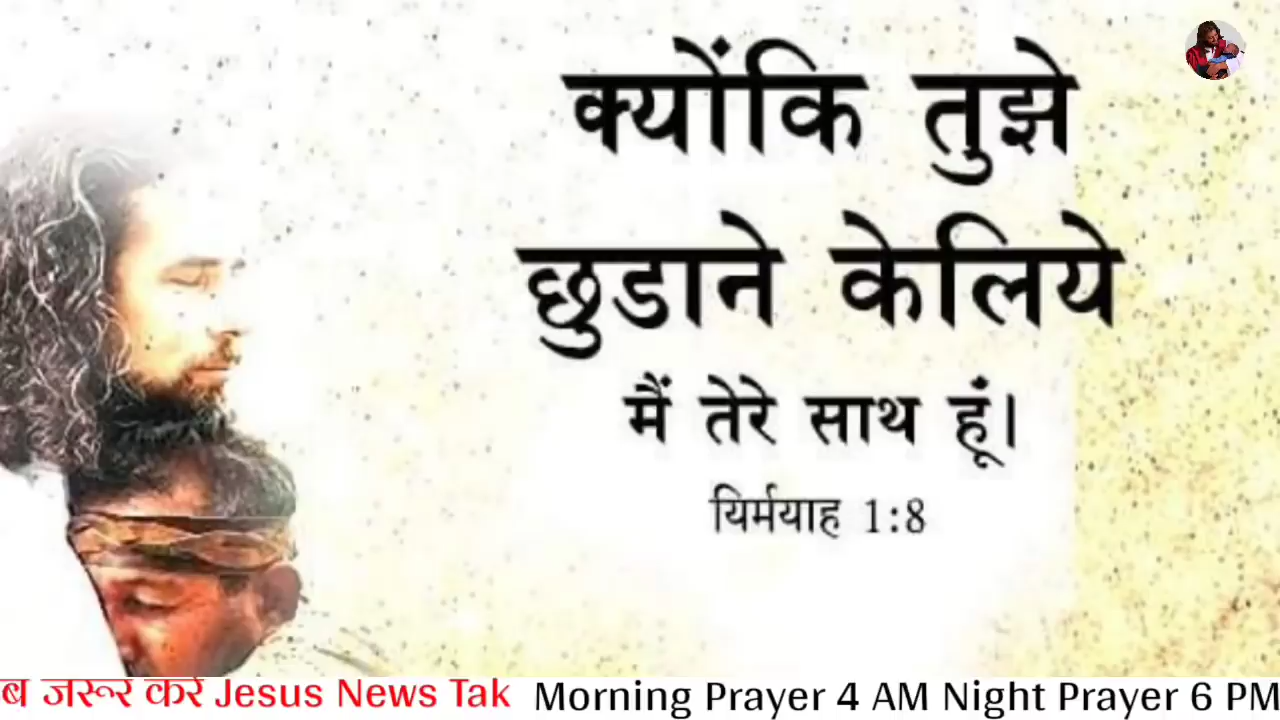 क्योंकि तुझे
छुडाने केलिये
मैं तेरे साथ हूं।
यिर्मयाह 1:8
ब जरूर करें Jesus News Tak Morning Prayer 4 AM Night Prayer 6 PM